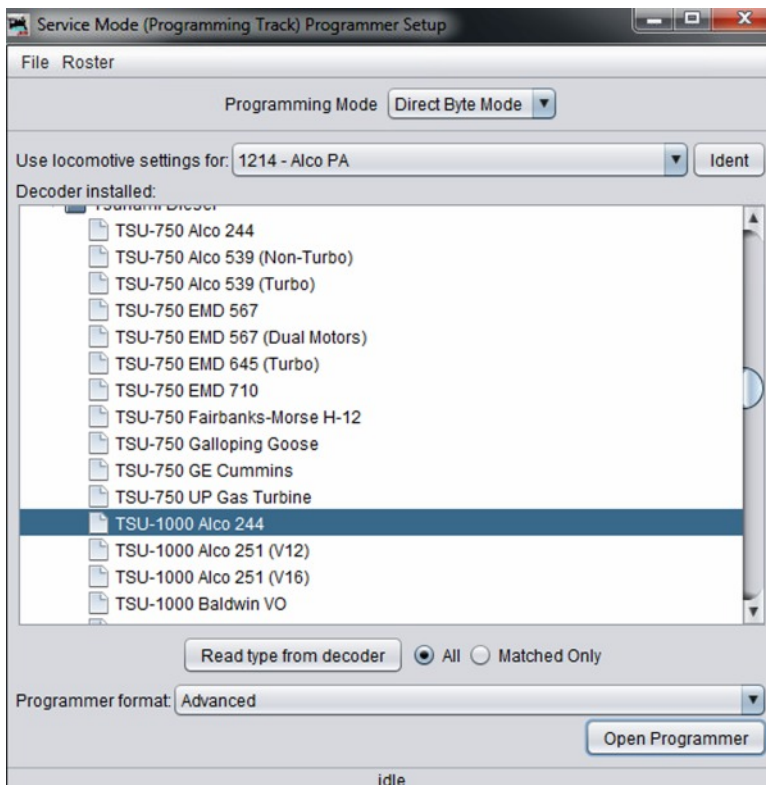 Service Mode (Programming Track) Programmer Setup
File Roster
Programming Mode Direct Byte Mode
Use locomotive settings for: 1214 - Alco PA Ident
Decoder installed:
Tsunami Diesel
TSU-750 Alco 244
TSU-750 Alco 539 (Non-Turbo)
TSU-750 Alco 539 (Turbo)
TSU-750 EMD 567
TSU-750 EMD 567 (Dual Motors)
TSU-750 EMD 645 (Turbo)
TSU-750 EMD 710
TSU-750 Fairbanks-Morse H-12
TSU-750 Galloping Goose
TSU-750 GE Cummins
TSU-750 UP Gas Turbine
TSU-1000 Alco 244
TSU-1000 Alco 251 (V12)
TSU-1000 Alco 251 (V16)
TSU-1000 Baldwin VO
Read type from decoder All Matched Only
Programmer format: Advanced
Open Programmer
idle